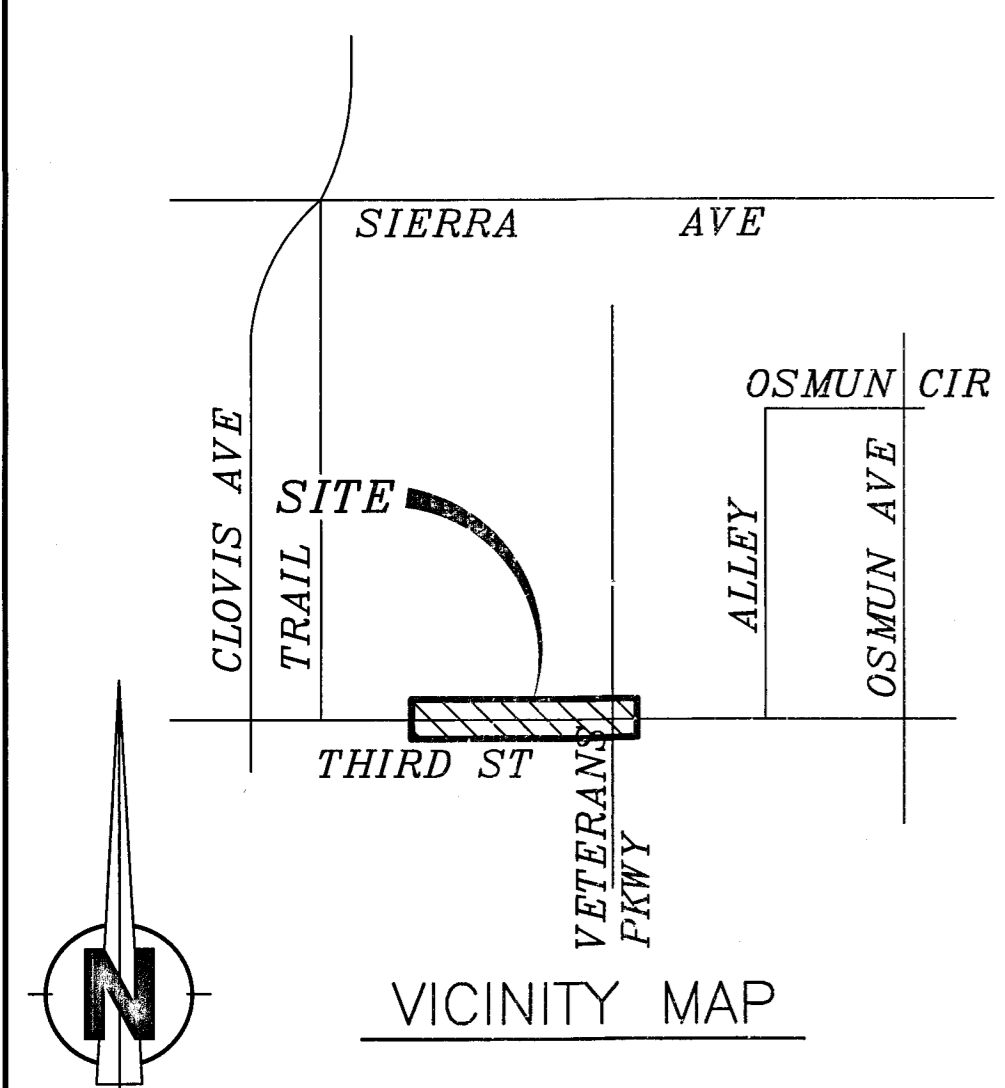 SIERRA AVE
OSMUN CIR
CLOVIS AVE
TRAIL
SITE
ALLEY
OSMUN AVE
THIRD ST
VETERANS
PKWY
N
VICINITY MAP